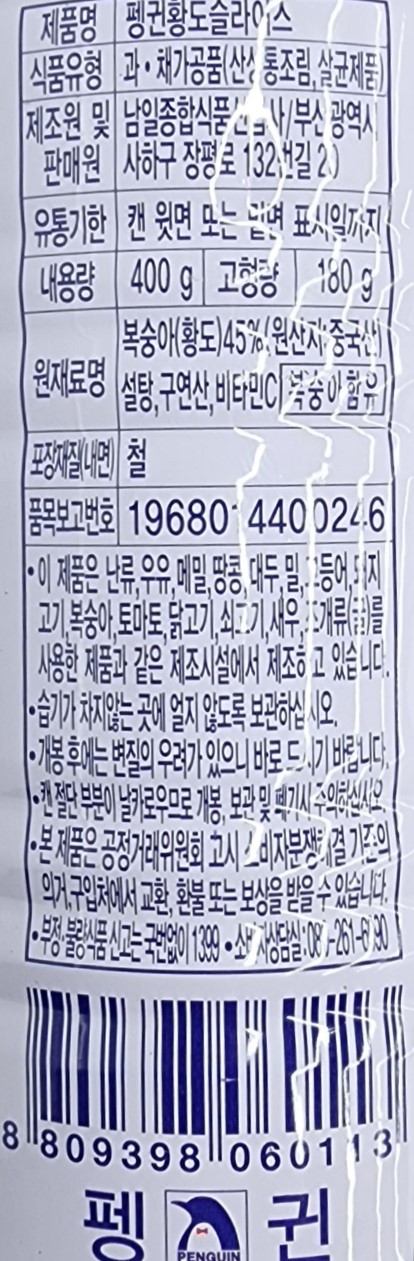 제품명 펭귄황도슬라이스
식품유형 과·채가공품(산성통조림,살균제품)
제조원 및 남일종합식품 /부산광역시
판매원 사하구 장평로 132번길 2
유통기한 캔 윗면 또는 밑면 표시일까지
내용량 400 g 고형량 180 g
복숭아(황도)45%(원산지:중국산)
원재료명
설탕,구연산,비타민C 복숭아함유
포장재질(내면) 철
품목보고번호
•이 제품은 난류,우유,메밀,땅콩,대두,밀,고등어,돼지
고기,복숭아,토마토,닭고기,쇠고기,새우,조개류(굴)를
사용한 제품과 같은 제조시설에서 제조하고 있습니다.
•습기가 차지않는 곳에 얼지 않도록 보관하십시오.
•개봉 후에는 변질의 우려가 있으니 바로 드시기 바랍니다.
•캔 절단 부분이 날카로우므로 개봉, 보관 및 폐기시 주의하십시오
•본 제품은 공정거래위원회 고시 소비자분쟁해결 기준의
의거,구입처에서 교환, 환불 또는 보상을 받을 수 있습니다.
•부정·불량식품 신고는 국번없이 1399 •소비자상담실:
8 809398 060113
펭 귄
PENGUIN